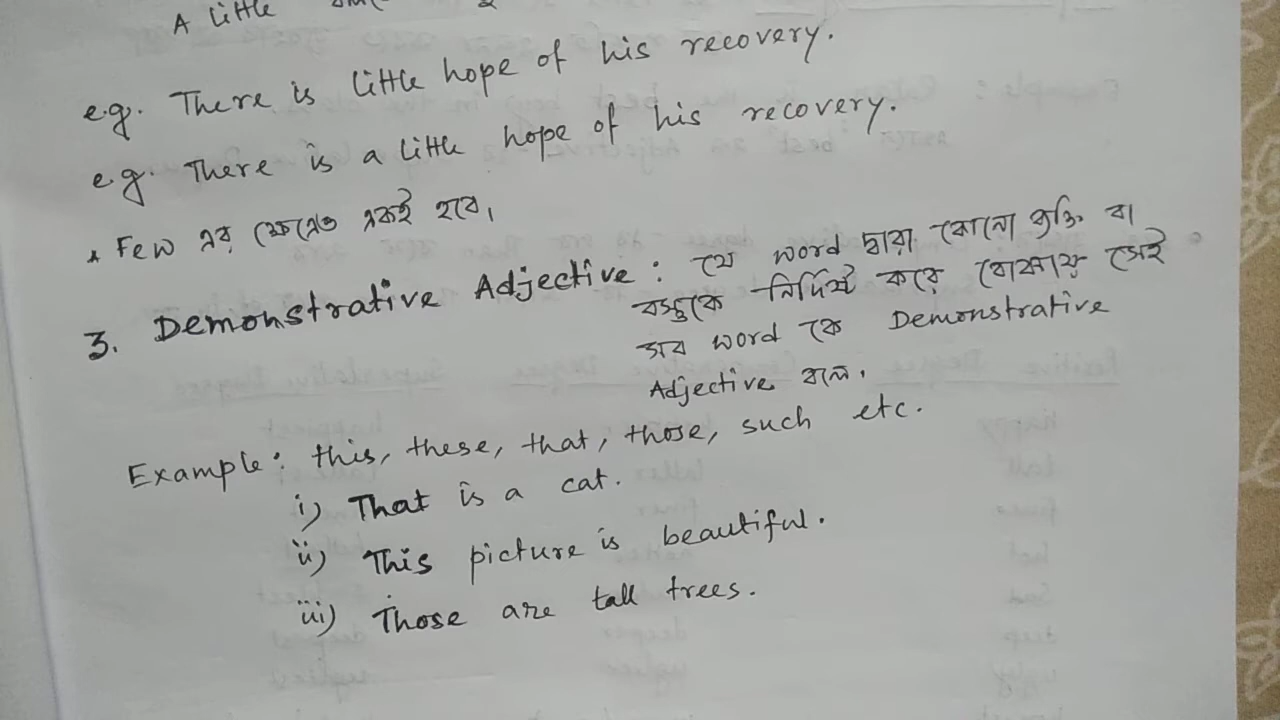 A little
e.g. There is little hope of his recovery.
e.g. There is a little hope of his recovery.
* Few এর ক্ষেত্রেও একই হবে।
3. Demonstrative Adjective : যে word দ্বারা কোনো ব্যক্তি বা
বস্তুকে নির্দিষ্ট করে বোঝায় সেই
সব word কে Demonstrative
Adjective বলে।
Example: this, these, that, those, such etc.
i) That is a cat.
ii) This picture is beautiful.
iii) Those are tall trees.